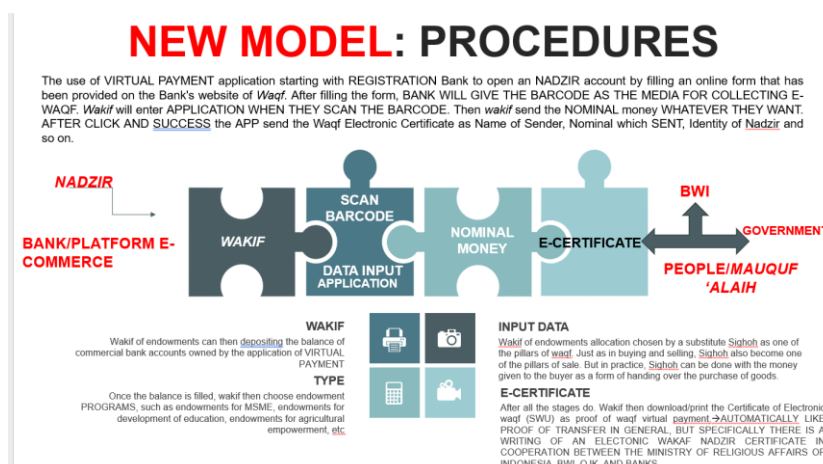 NEW MODEL: PROCEDURES
The use of VIRTUAL PAYMENT application starting with REGISTRATION Bank to open an NADZIR account by filling an online form that has
been provided on the Bank's website of Waqf. After filling the form, BANK WILL GIVE THE BARCODE AS THE MEDIA FOR COLLECTING E-
WAQF. Wakif will enter APPLICATION WHEN THEY SCAN THE BARCODE. Then wakif send the NOMINAL money WHATEVER THEY WANT.
AFTER CLICK AND SUCCESS the APP send the Waqf Electronic Certificate as Name of Sender, Nominal which SENT, Identity of Nadzir and
so on.
NADZIR
BANK/PLATFORM E-
COMMERCE
WAKIF
SCAN
BARCODE
DATA INPUT
APPLICATION
NOMINAL
MONEY
E-CERTIFICATE
BWI
GOVERNMENT
PEOPLE/MAUQUF
‘ALAIH
WAKIF
Wakif of endowments can then depositing the balance of
commercial bank accounts owned by the application of VIRTUAL
PAYMENT
TYPE
Once the balance is filled, wakif then choose endowment
PROGRAMS, such as endowments for MSME, endowments for
development of education, endowments for agricultural
empowerment, etc
INPUT DATA
Wakif of endowments allocation chosen by a substitute Sighoh as one of
the pillars of waqf. Just as in buying and selling, Sighoh also become one
of the pillars of sale. But in practice, Sighoh can be done with the money
given to the buyer as a form of handing over the purchase of goods.
E-CERTIFICATE
After all the stages do. Wakif then download/print the Certificate of Electronic
waqf (SWU) as proof of waqf virtual payment.→AUTOMATICALLY LIKE
PROOF OF TRANSFER IN GENERAL, BUT SPECIFICALLY THERE IS A
WRITING OF AN ELECTONIC WAKAF NADZIR CERTIFICATE IN
COOPERATION BETWEEN THE MINISTRY OF RELIGIOUS AFFAIRS OF
INDONESIA, BWI, OJK, AND BANKS